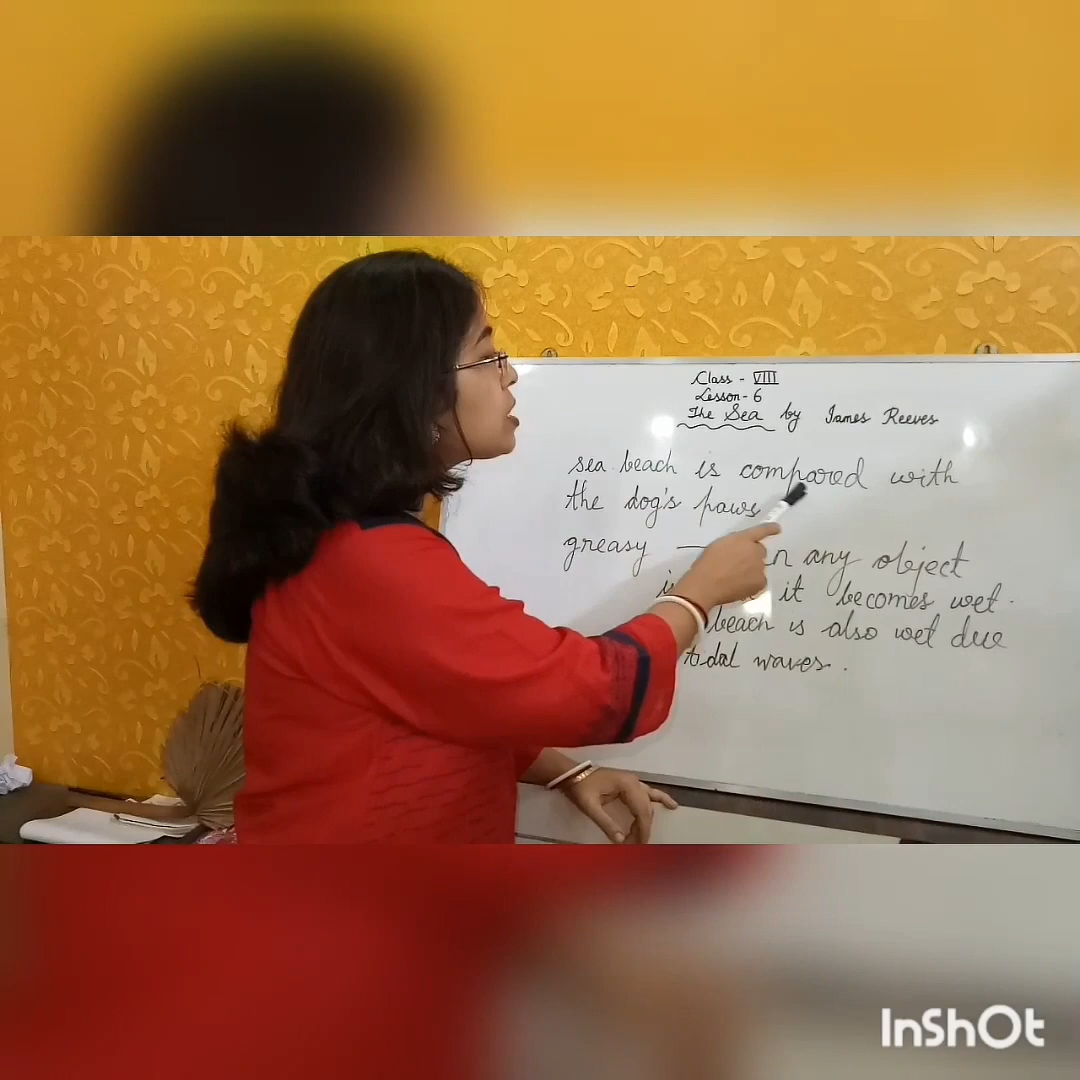 Class - VIII
Lesson - 6
The Sea by James Reeves
sea beach is compared with
the dog's paws
greasy — any object
it becomes wet.
beach is also wet due
tidal waves.
InShOt